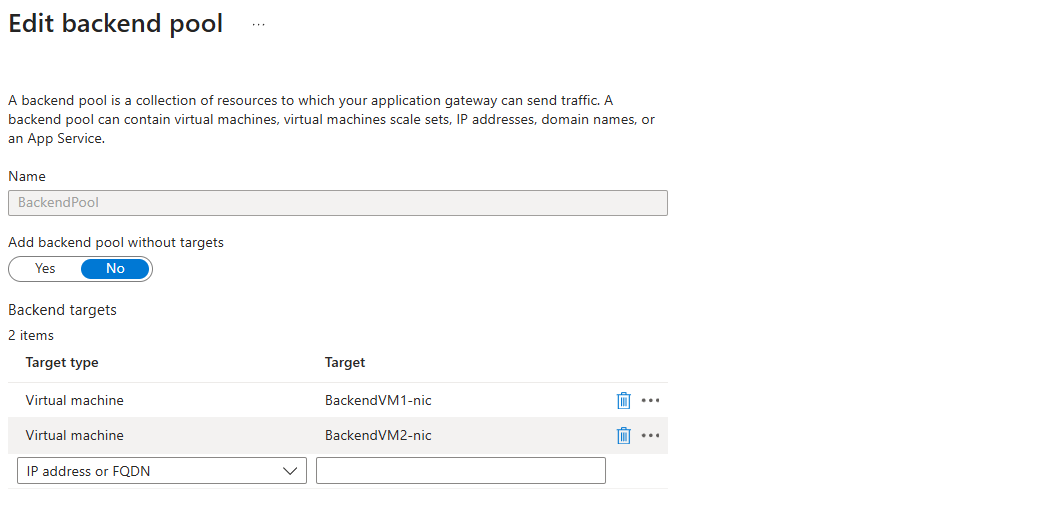 Edit backend pool ...
A backend pool is a collection of resources to which your application gateway can send traffic. A
backend pool can contain virtual machines, virtual machines scale sets, IP addresses, domain names, or
an App Service.
Name
BackendPool
Add backend pool without targets
Yes No
Backend targets
2 items
Target type Target
Virtual machine BackendVM1-nic
Virtual machine BackendVM2-nic
IP address or FQDN